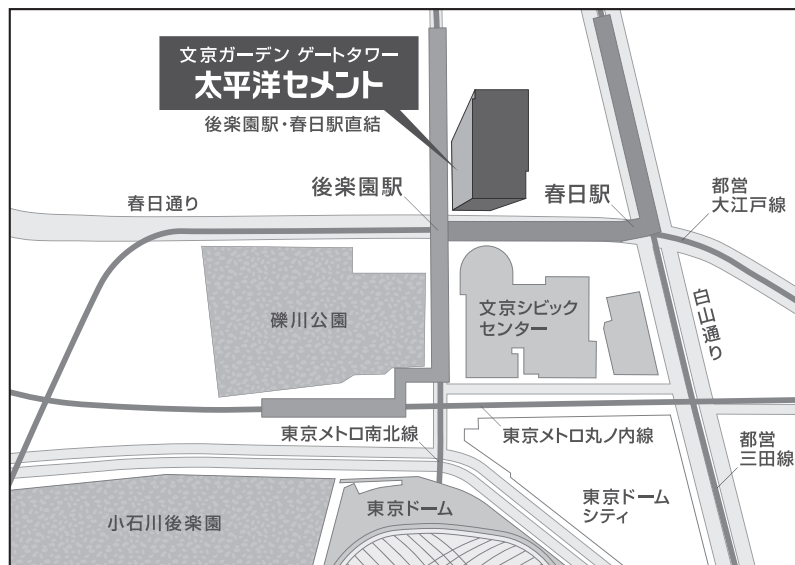 文京ガーデン ゲートタワー
太平洋セメント
後楽園駅・春日駅直結
後楽園駅
春日駅
都営
大江戸線
春日通り
白山通り
礫川公園
文京シビック
センター
東京メトロ南北線
東京メトロ丸ノ内線
都営
三田線
小石川後楽園
東京ドーム
東京ドーム
シティ